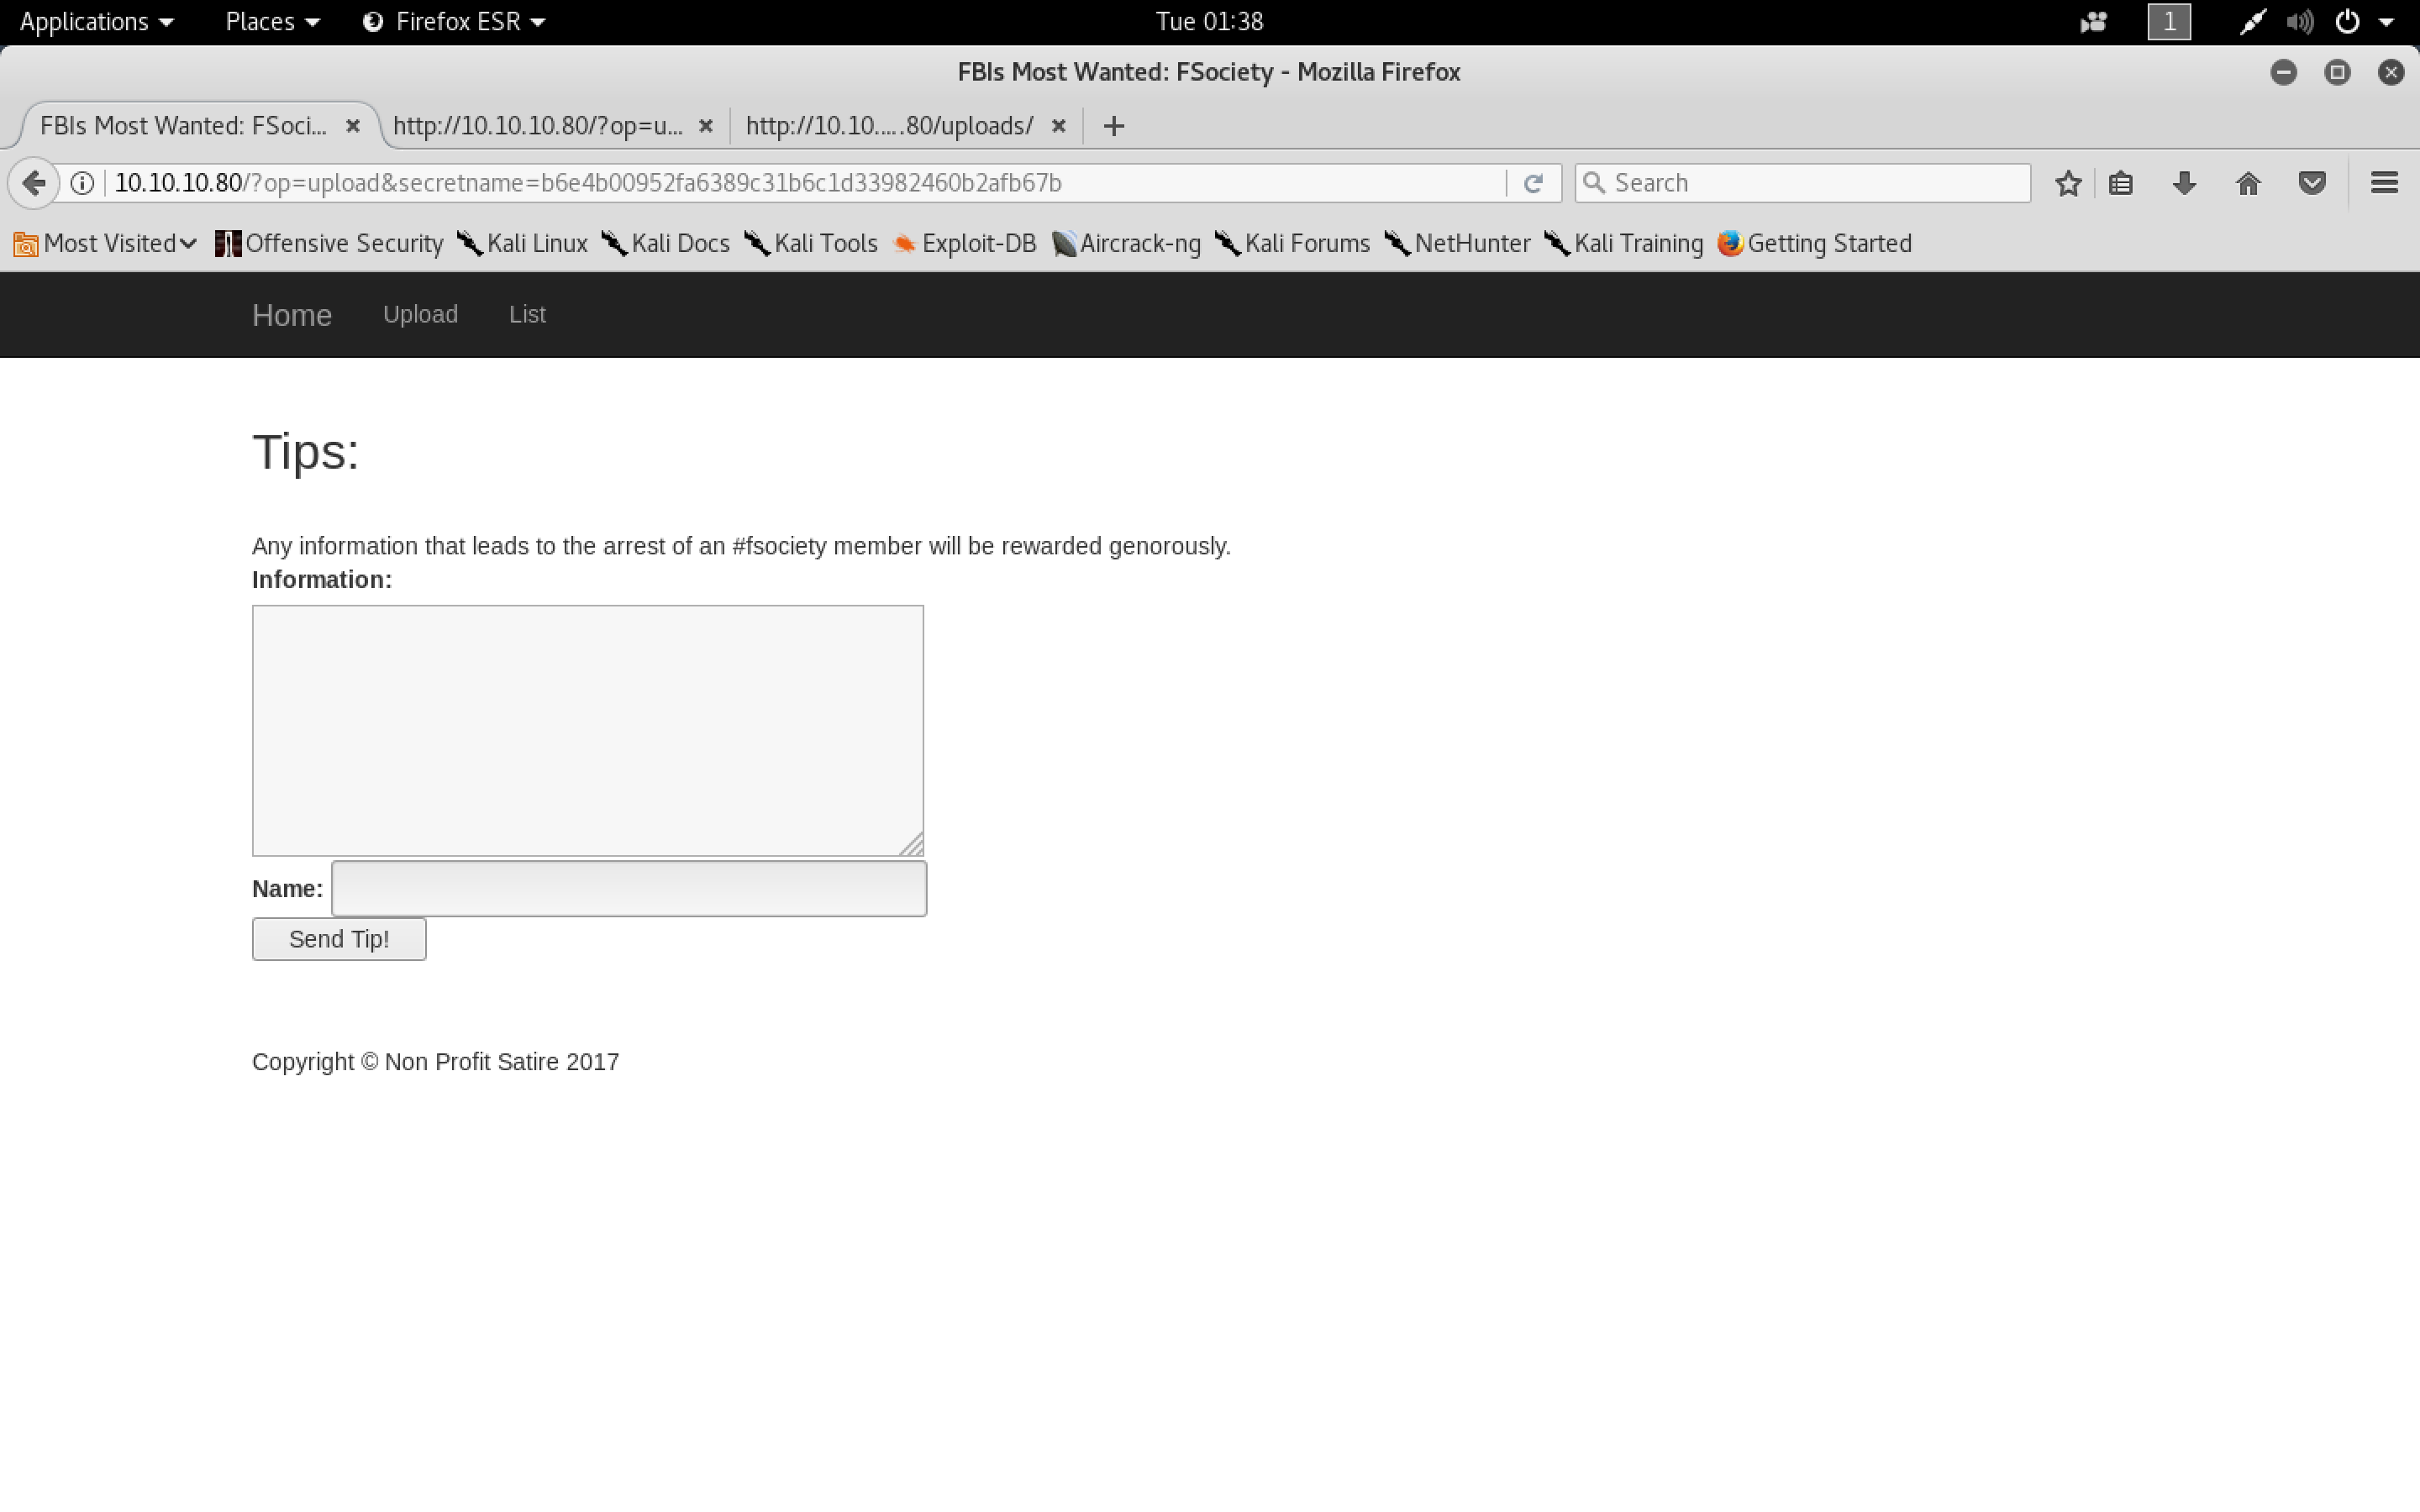 Applications Places Firefox ESR Tue 01:38 1
FBIs Most Wanted: FSociety - Mozilla Firefox
FBIs Most Wanted: FSoci... http://10.10.10.80/?op=u... http://10.10.....80/uploads/
10.10.10.80/?op=upload&secretname=b6e4b00952fa6389c31b6c1d33982460b2afb67b Search
Most Visited Offensive Security Kali Linux Kali Docs Kali Tools Exploit-DB Aircrack-ng Kali Forums NetHunter Kali Training Getting Started
Home Upload List
Tips:
Any information that leads to the arrest of an #fsociety member will be rewarded genorously.
Information:
Name:
Send Tip!
Copyright © Non Profit Satire 2017